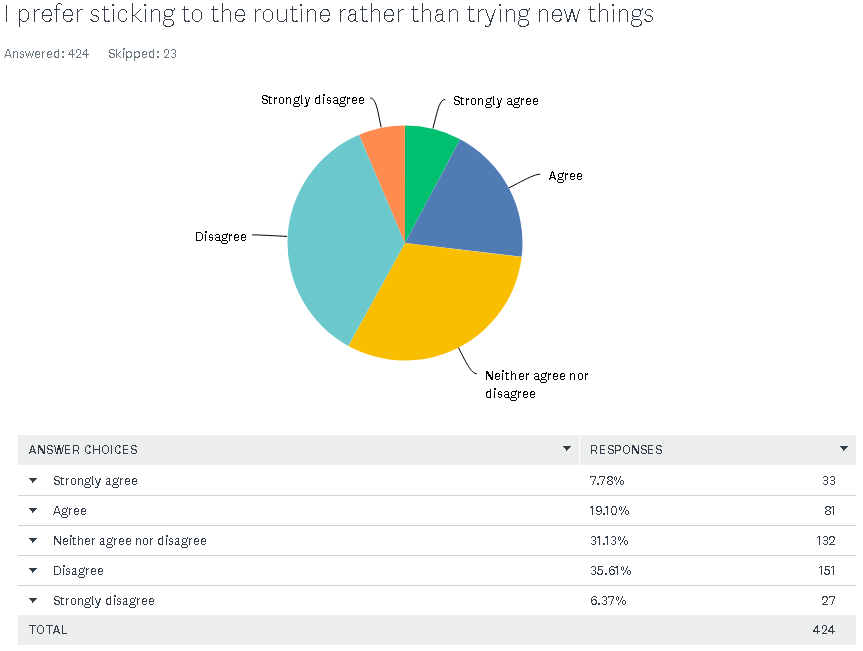 I prefer sticking to the routine rather than trying new things
Answered: 424 Skipped: 23
Strongly disagree
Strongly agree
Agree
Disagree
Neither agree nor
disagree
ANSWER CHOICES RESPONSES
Strongly agree 7.78% 33
Agree 19.10% 81
Neither agree nor disagree 31.13% 132
Disagree 35.61% 151
Strongly disagree 6.37% 27
TOTAL 424